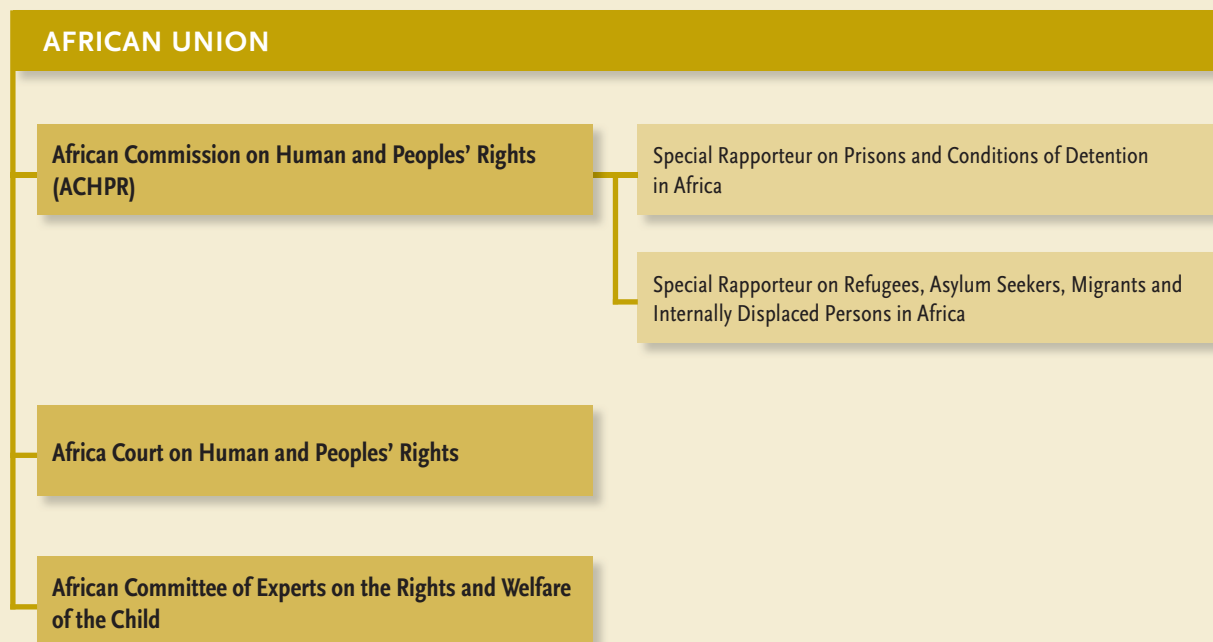 AFRICAN UNION
African Commission on Human and Peoples’ Rights
(ACHPR)
Special Rapporteur on Prisons and Conditions of Detention
in Africa
Special Rapporteur on Refugees, Asylum Seekers, Migrants and
Internally Displaced Persons in Africa
Africa Court on Human and Peoples’ Rights
African Committee of Experts on the Rights and Welfare
of the Child